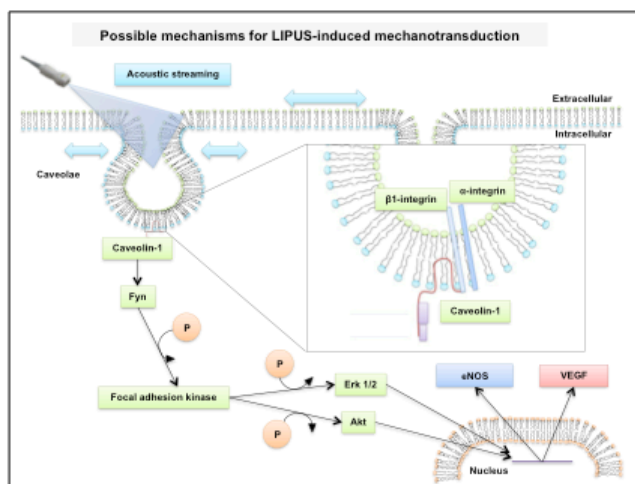 Possible mechanisms for LIPUS-induced mechanotransduction
Acoustic streaming
Extracellular
Intracellular
Caveolae
β1-integrin
α-integrin
Caveolin-1
Caveolin-1
Fyn
P
P
Focal adhesion kinase
Erk 1/2
Akt
P
eNOS
VEGF
Nucleus